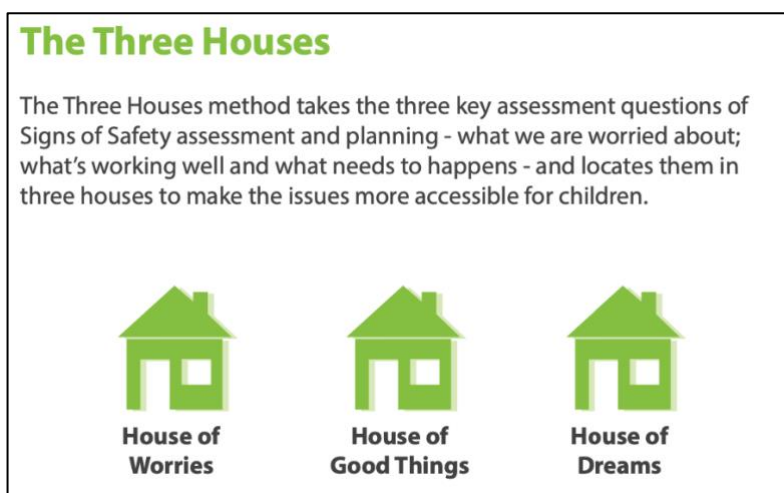 The Three Houses
The Three Houses method takes the three key assessment questions of
Signs of Safety assessment and planning - what we are worried about;
what's working well and what needs to happens - and locates them in
three houses to make the issues more accessible for children.
House of
Worries
House of
Good Things
House of
Dreams